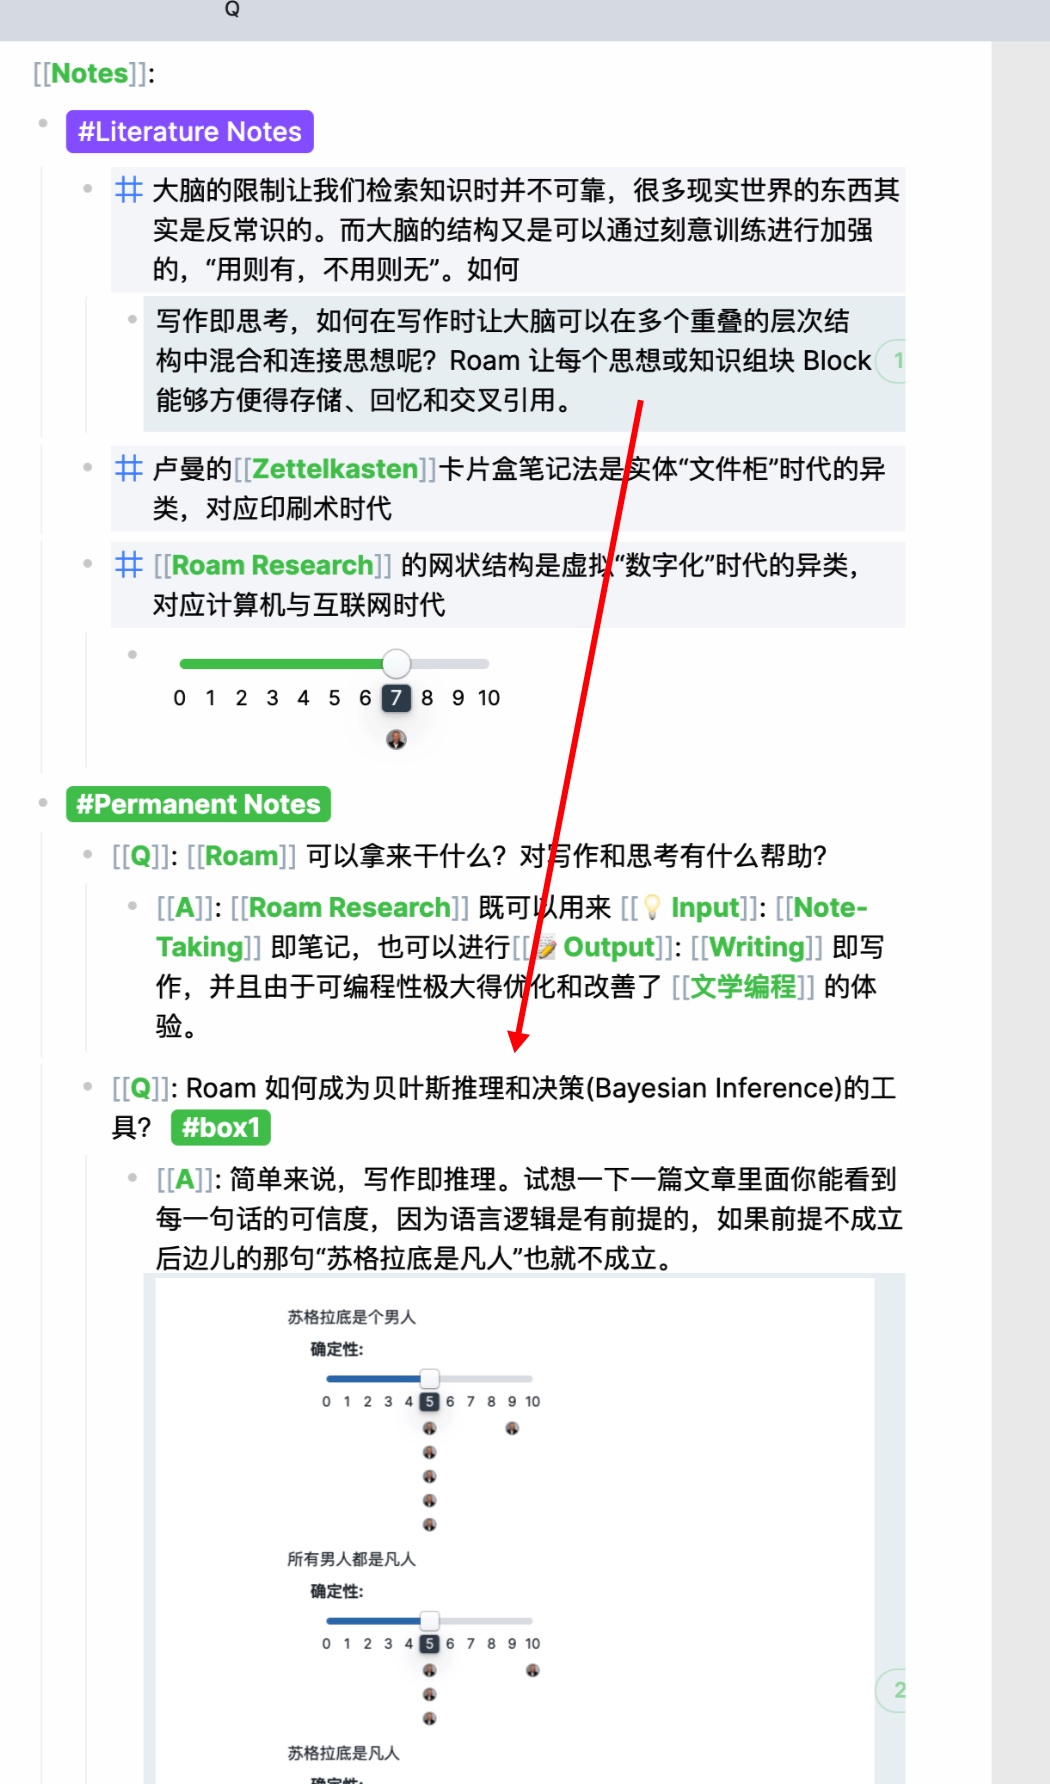 Q
[[Notes]]:
#Literature Notes
大脑的限制让我们检索知识时并不可靠，很多现实世界的东西其
实是反常识的。而大脑的结构又是可以通过刻意训练进行加强
的，“用则有，不用则无”。如何
写作即思考，如何在写作时让大脑可以在多个重叠的层次结
构中混合和连接思想呢？Roam 让每个思想或知识组块 Block
1
能够方便得存储、回忆和交叉引用。
卢曼的[[Zettelkasten]]卡片盒笔记法是实体“文件柜”时代的异
类，对应印刷术时代
[[Roam Research]] 的网状结构是虚拟“数字化”时代的异类，
对应计算机与互联网时代
0 1 2 3 4 5 6 7 8 9 10
#Permanent Notes
[[Q]]: [[Roam]] 可以拿来干什么？对写作和思考有什么帮助?
[[A]]: [[Roam Research]] 既可以用来 [[💡 Input]]: [[Note-
Taking]] 即笔记，也可以进行[[📝 Output]]: [[Writing]] 即写
作，并且由于可编程性极大得优化和改善了 [[文学编程]] 的体
验。
[[Q]]: Roam 如何成为贝叶斯推理和决策(Bayesian Inference)的工
具? #box1
[[A]]: 简单来说，写作即推理。试想一下一篇文章里面你能看到
每一句话的可信度，因为语言逻辑是有前提的，如果前提不成立
后边儿的那句“苏格拉底是凡人”也就不成立。
苏格拉底是个男人
确定性:
0 1 2 3 4 5 6 7 8 9 10
所有男人都是凡人
确定性:
0 1 2 3 4 5 6 7 8 9 10
2
苏格拉底是凡人
确定性: